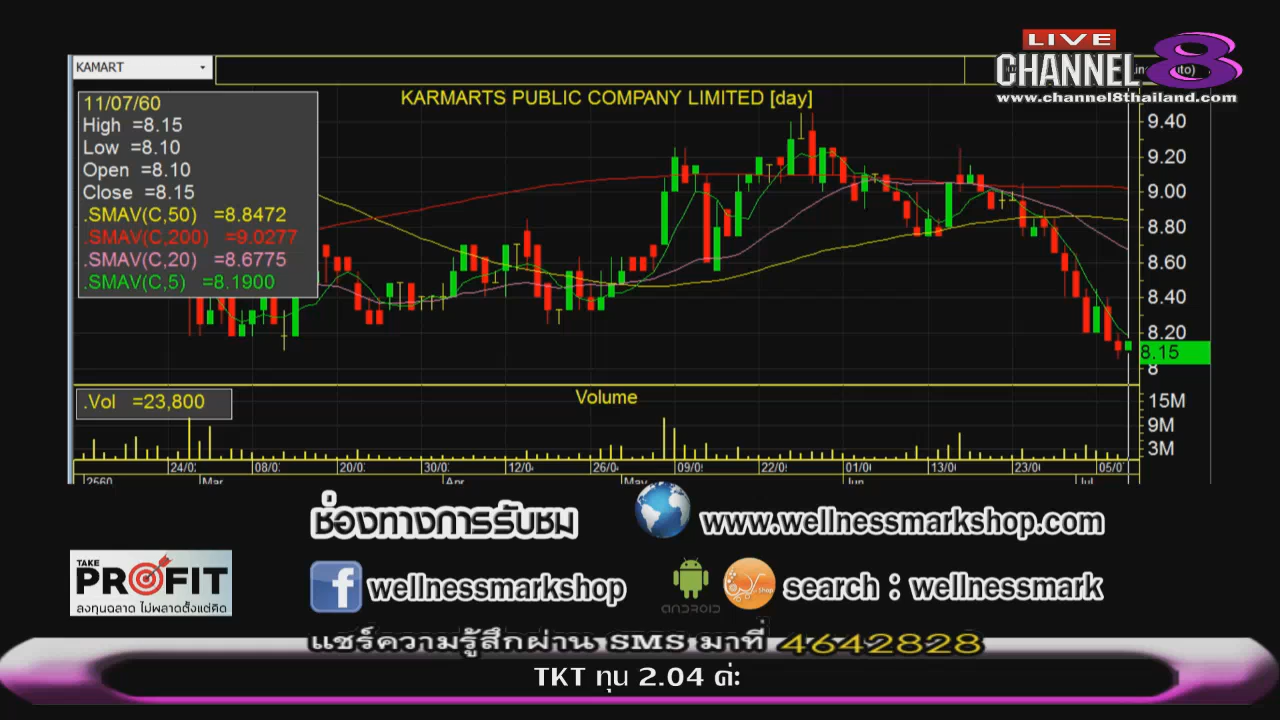 LIVE
CHANNEL 8
www.channel8thailand.com
KAMART
KARMARTS PUBLIC COMPANY LIMITED [day]
11/07/60
High =8.15
Low =8.10
Open =8.10
Close =8.15
.SMAV(C,50) =8.8472
.SMAV(C,200) =9.0277
.SMAV(C,20) =8.6775
.SMAV(C,5) =8.1900
9.40
9.20
9.00
8.80
8.60
8.40
8.20
8.15
8
.Vol =23,800
Volume
15M
9M
3M
24/02 08/0 20/0 30/0 12/0 26/0 09/0 22/0 01/0 13/0 23/0 05/0
2560 Mar Apr May Jun Jul
ช่องทางการรับชม
www.wellnessmarkshop.com
TAKE
PROFIT
ลงทุนฉลาด ไม่พลาดตั้งแต่คิด
wellnessmarkshop
ANDROID
Shop
search : wellnessmark
แชร์ความรู้สึกผ่าน SMS มาที่ 4642828
TKT ทุน 2.04 ค่ะ